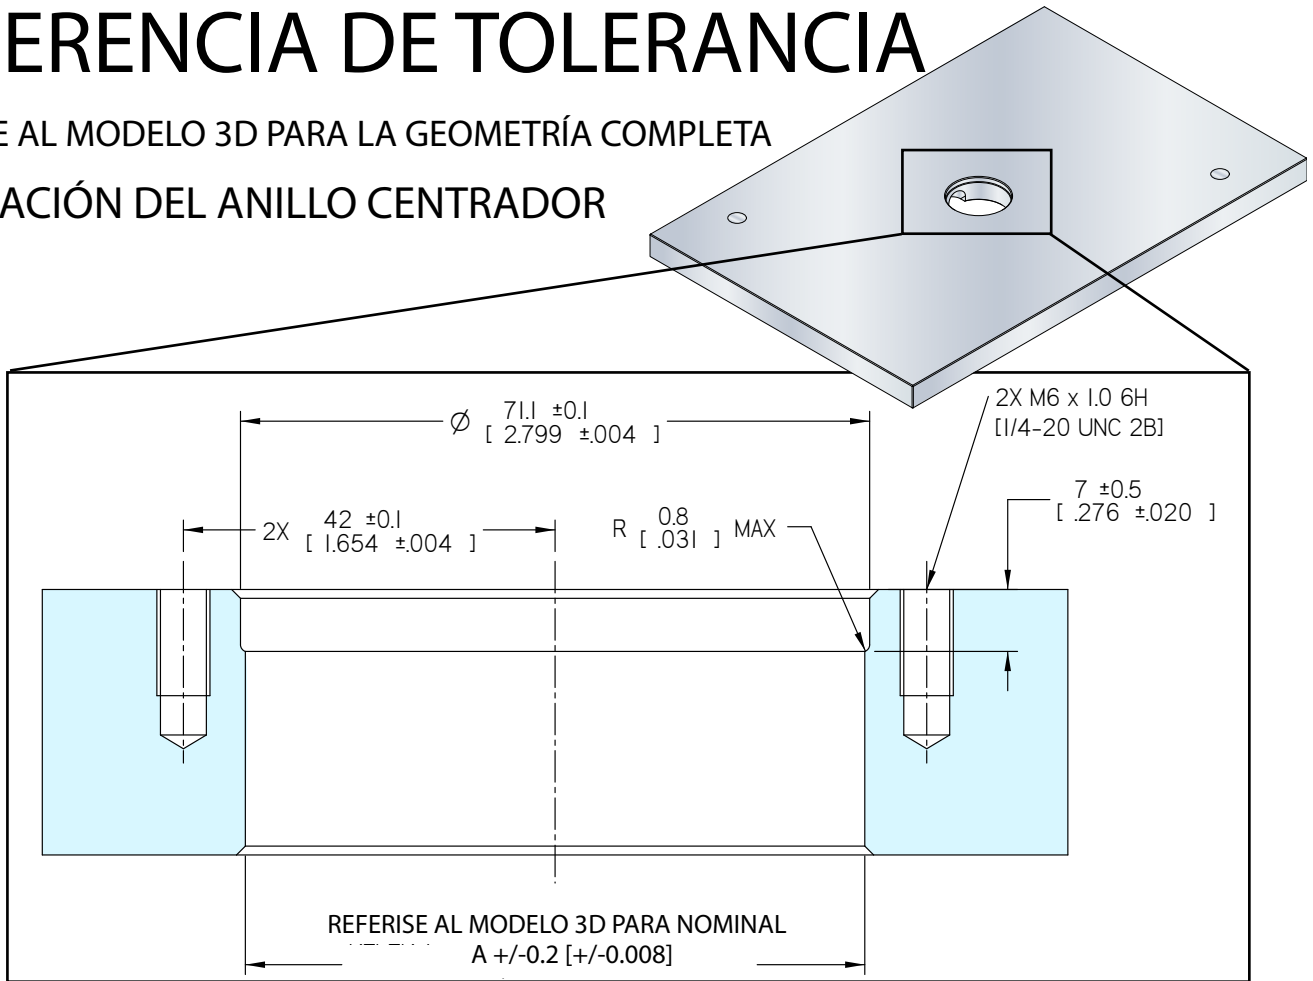 ERENCIA DE TOLERANCIA
E AL MODELO 3D PARA LA GEOMETRÍA COMPLETA
ACIÓN DEL ANILLO CENTRADOR
Ø 71.1 ±0.1
[ 2.799 ±.004 ]
2X M6 x 1.0 6H
[1/4-20 UNC 2B]
7 ±0.5
[ .276 ±.020 ]
2X 42 ±0.1
[ 1.654 ±.004 ]
R 0.8
[ .031 ] MAX
REFERISE AL MODELO 3D PARA NOMINAL
A +/-0.2 [+/-0.008]